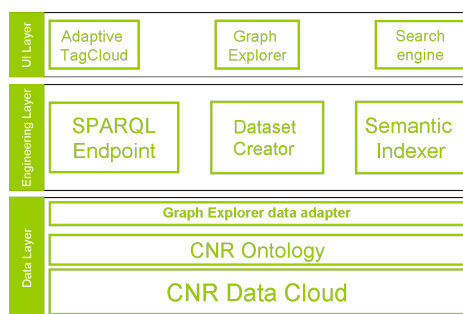 UI Layer
Adaptive
TagCloud
Graph
Explorer
Search
engine
Engineering Layer
SPARQL
Endpoint
Dataset
Creator
Semantic
Indexer
Data Layer
Graph Explorer data adapter
CNR Ontology
CNR Data Cloud